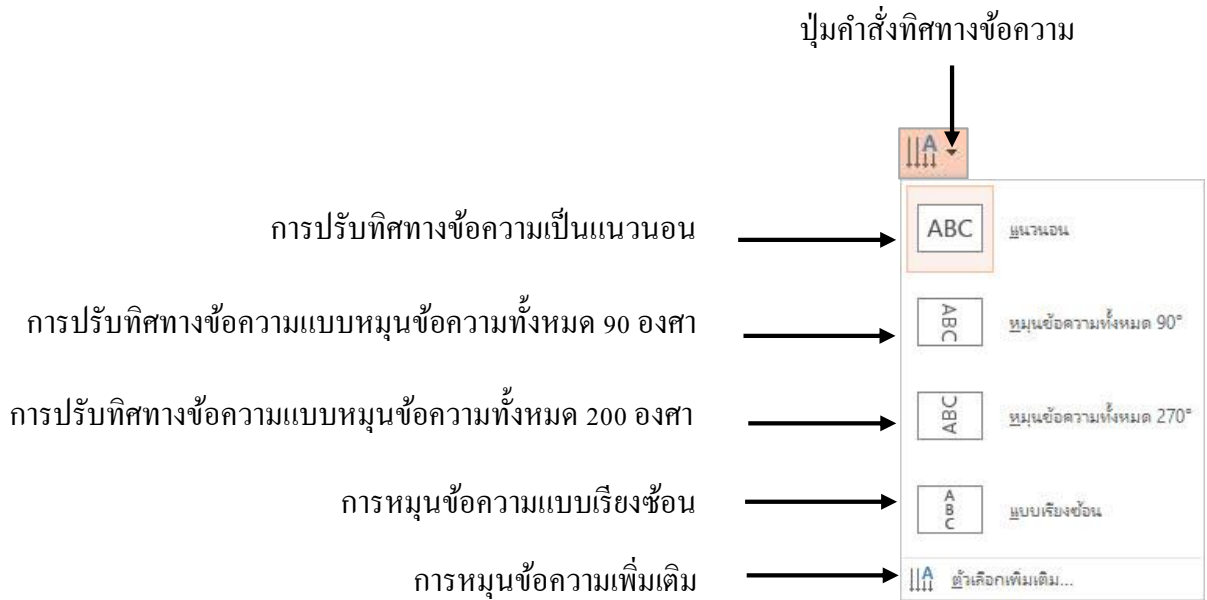 ปุ่มคำสั่งทิศทางข้อความ
A
การปรับทิศทางข้อความเป็นแนวนอน
ABC
แนวนอน
การปรับทิศทางข้อความแบบหมุนข้อความทั้งหมด 90 องศา
ABC
หมุนข้อความทั้งหมด 90°
การปรับทิศทางข้อความแบบหมุนข้อความทั้งหมด 200 องศา
ABC
หมุนข้อความทั้งหมด 270°
การหมุนข้อความแบบเรียงซ้อน
A
B
C
แบบเรียงซ้อน
การหมุนข้อความเพิ่มเติม
A
ตัวเลือกเพิ่มเติม...